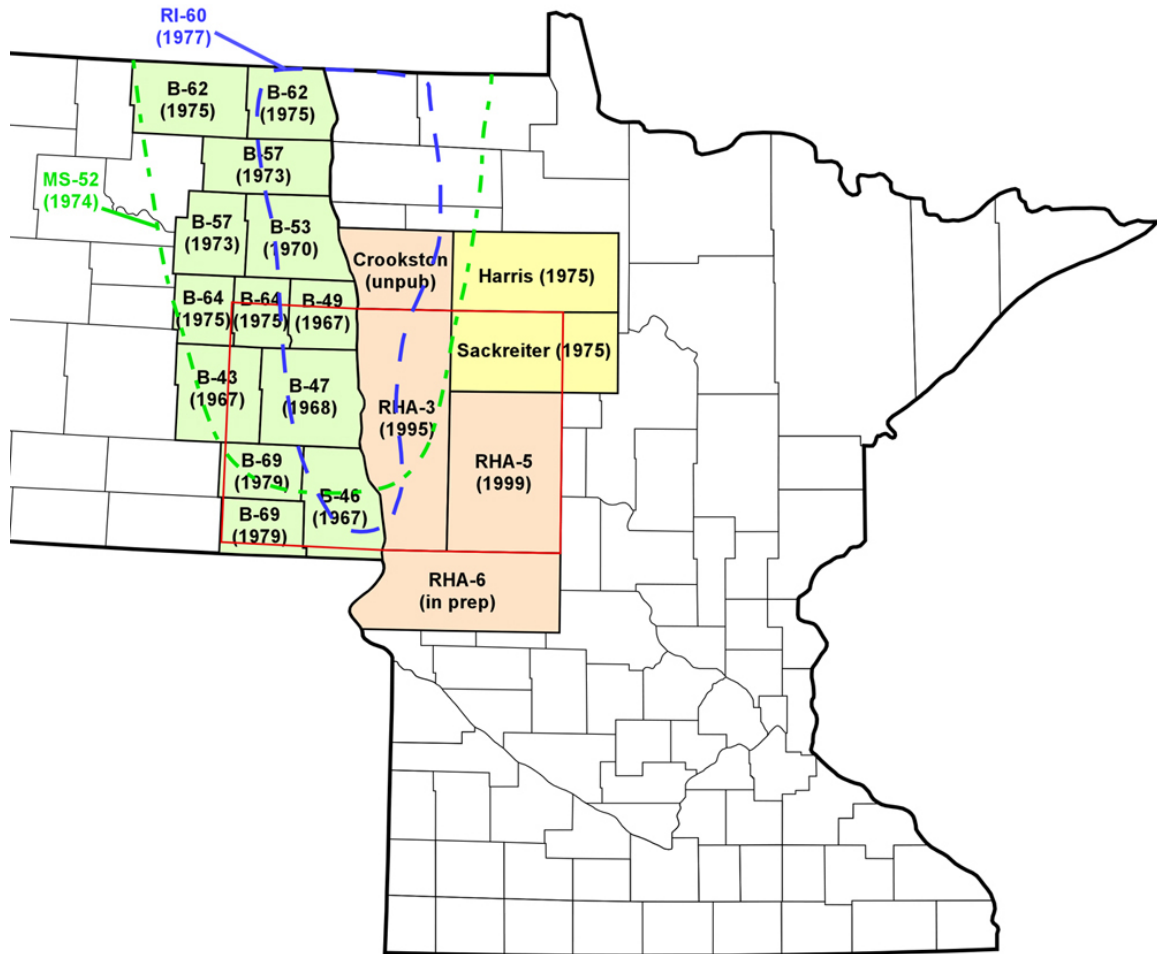 RI-60
(1977)
B-62
(1975)
B-62
(1975)
B-57
(1973)
MS-52
(1974)
B-57
(1973)
B-53
(1970)
Crookston
(unpub)
Harris (1975)
B-64
(1975)
B-64
(1975)
B-49
(1967)
Sackreiter (1975)
B-43
(1967)
B-47
(1968)
RHA-3
(1995)
B-69
(1979)
RHA-5
(1999)
B-46
(1967)
B-69
(1979)
RHA-6
(in prep)